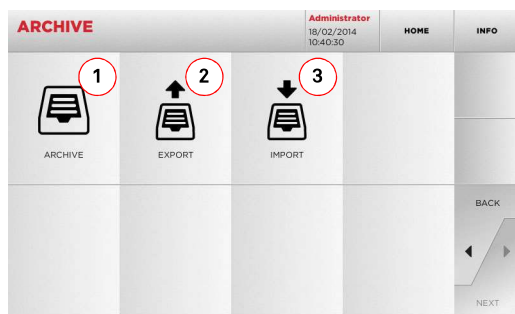 ARCHIVE
Administrator
18/02/2014
10:40:30
HOME
INFO
1
2
3
ARCHIVE
EXPORT
IMPORT
BACK
NEXT